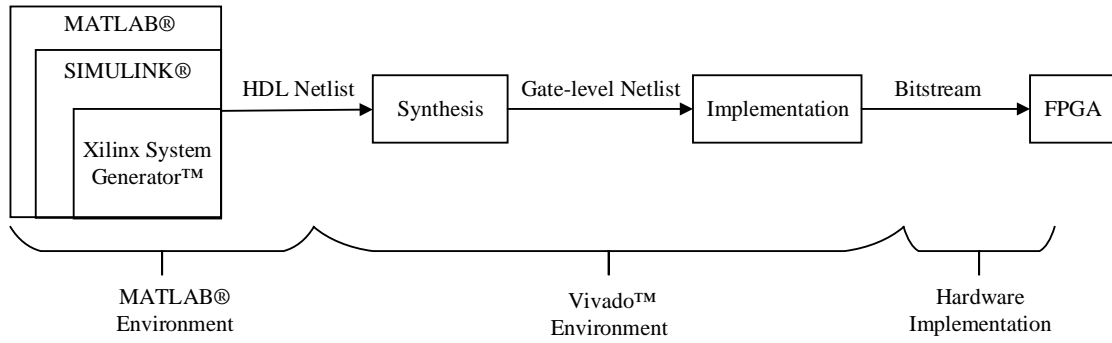 MATLAB®
SIMULINK®
Xilinx System
Generator™
HDL Netlist
Synthesis
Gate-level Netlist
Implementation
Bitstream
FPGA
MATLAB®
Environment
Vivado™
Environment
Hardware
Implementation